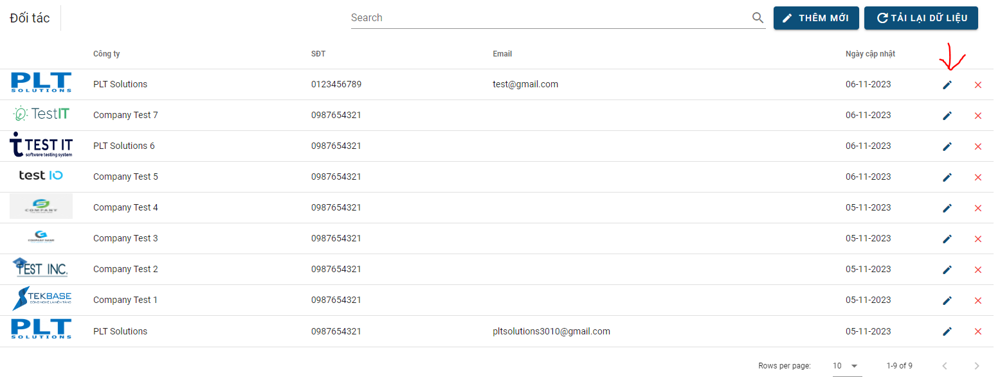 Đối tác Search THÊM MỚI TẢI LẠI DỮ LIỆU
Công ty SĐT Email Ngày cập nhật
PLT SOLUTIONS PLT Solutions 0123456789 test@gmail.com 06-11-2023
TestIT Company Test 7 0987654321 06-11-2023
TEST IT software testing system PLT Solutions 6 0987654321 06-11-2023
test IO Company Test 5 0987654321 06-11-2023
COMPANY Company Test 4 0987654321 05-11-2023
COMPANY NAME Company Test 3 0987654321 05-11-2023
TEST INC. Company Test 2 0987654321 05-11-2023
STEKBASE CÔNG NGHỆ LÀ NỀN TẢNG Company Test 1 0987654321 05-11-2023
PLT SOLUTIONS PLT Solutions 0987654321 pltsolutions3010@gmail.com 05-11-2023
Rows per page: 10 1-9 of 9